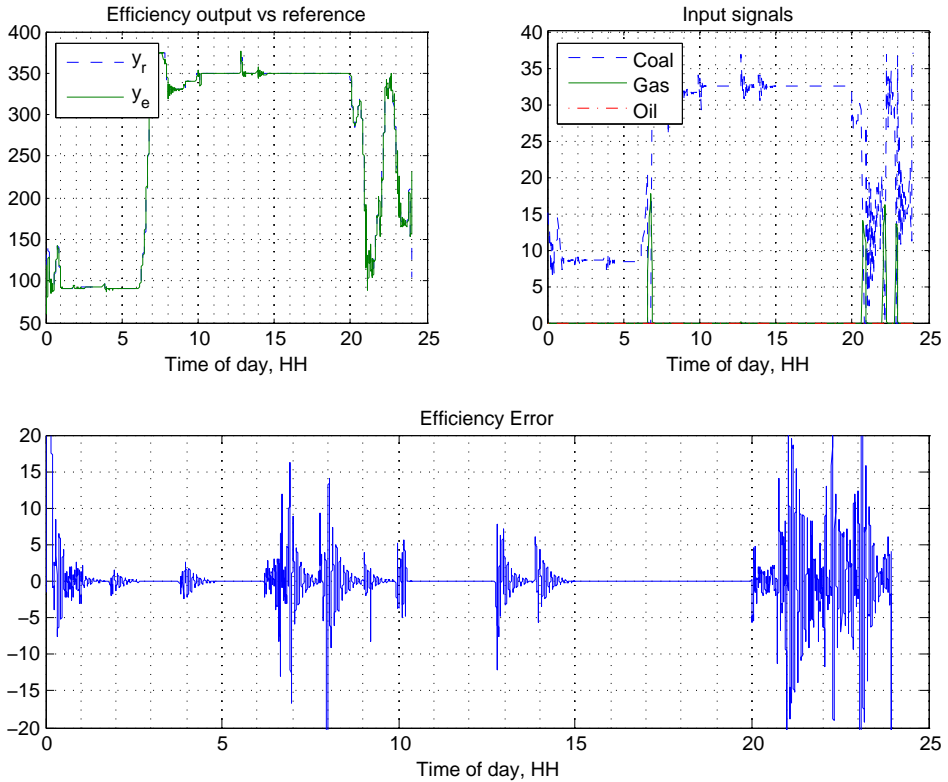 Efficiency output vs reference
400
350
300
250
200
150
100
50
y_r
y_e
0 5 10 15 20 25
Time of day, HH
Input signals
40
35
30
25
20
15
10
5
0
Coal
Gas
Oil
0 5 10 15 20 25
Time of day, HH
Efficiency Error
20
15
10
5
0
−5
−10
−15
−20
0 5 10 15 20 25
Time of day, HH